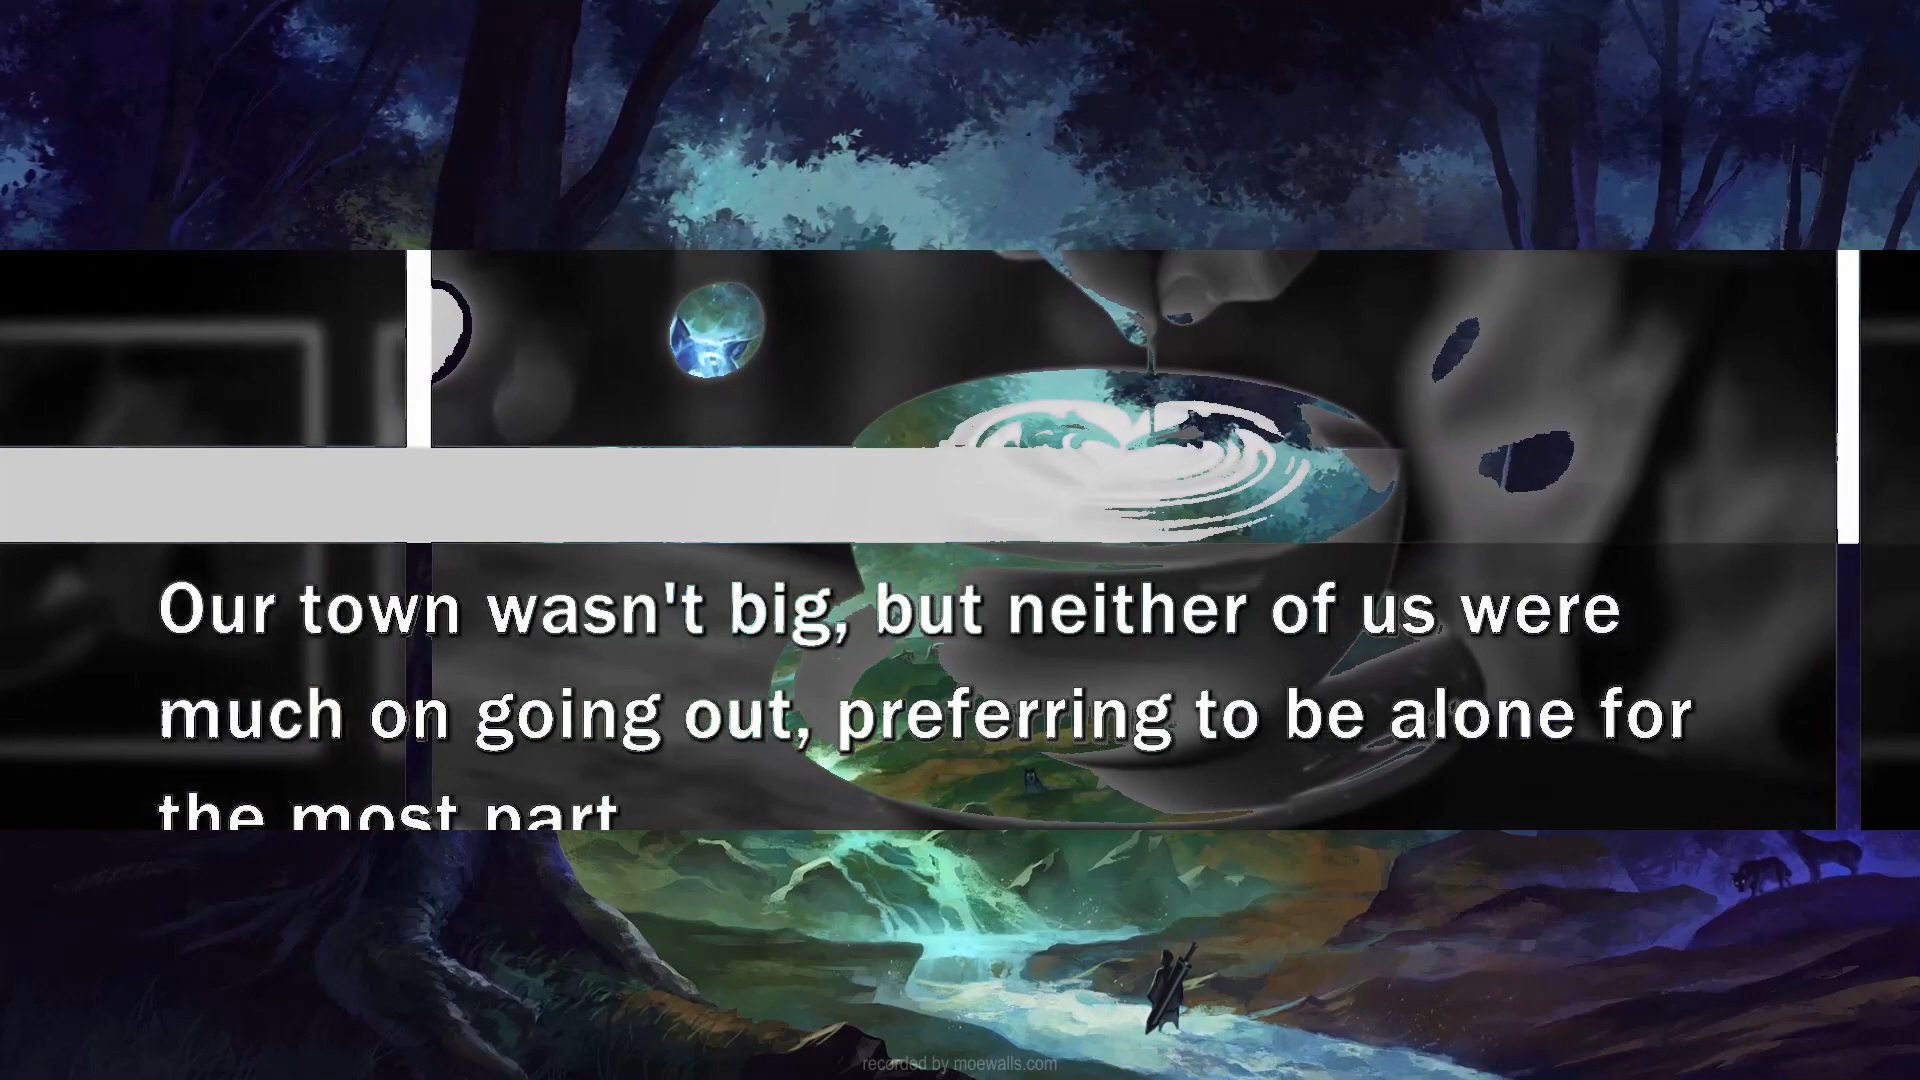 Our town wasn't big, but neither of us were
much on going out, preferring to be alone for
the most part
recorded by moewalls.com